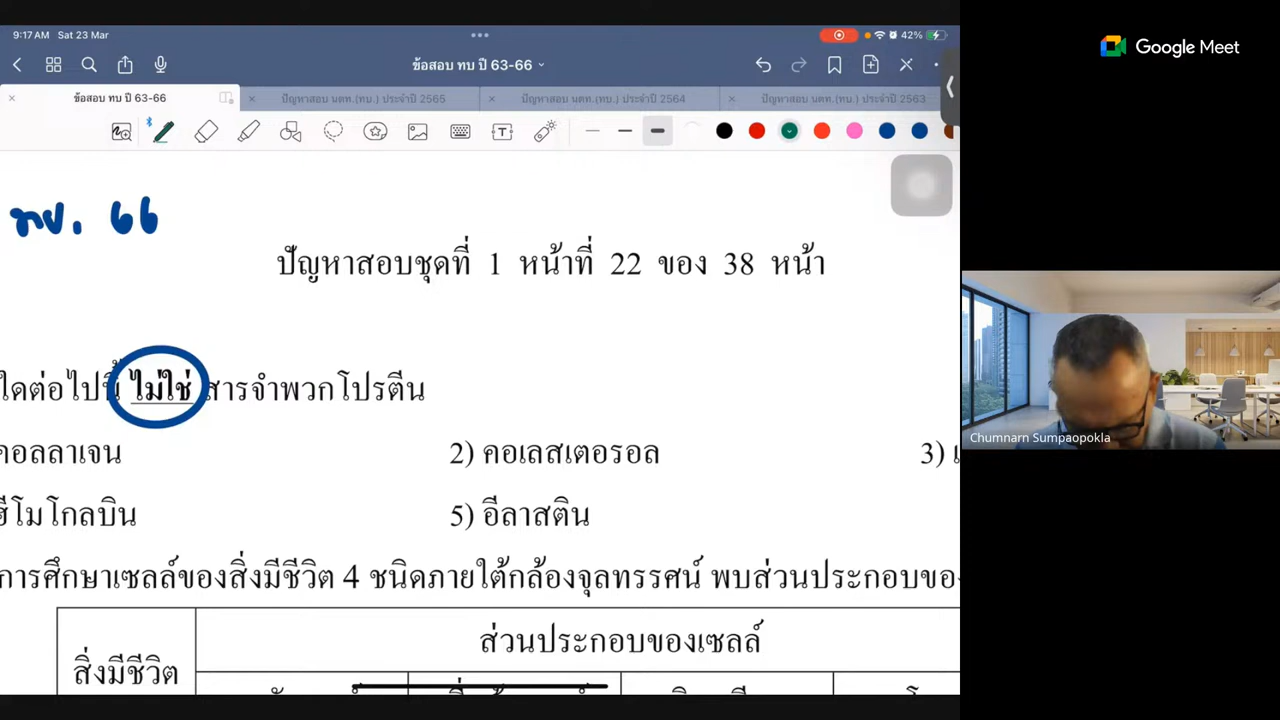 9:17 AM Sat 23 Mar
42%
Google Meet
ข้อสอบ ทบ ปี 63-66
ข้อสอบ ทบ ปี 63-66
ปัญหาสอบ นตท.(ทบ.) ประจำปี 2565
ปัญหาสอบ นตท.(ทบ.) ประจำปี 2564
ปัญหาสอบ นตท.(ทบ.) ประจำปี 2563
ทบ. 66
ปัญหาสอบชุดที่ 1 หน้าที่ 22 ของ 38 หน้า
ใดต่อไปนี้ ไม่ใช่ สารจำพวกโปรตีน
คอลลาเจน 2) คอเลสเตอรอล 3)
ฮีโมโกลบิน 5) อีลาสติน
การศึกษาเซลล์ของสิ่งมีชีวิต 4 ชนิดภายใต้กล้องจุลทรรศน์ พบส่วนประกอบของ
ส่วนประกอบของเซลล์
สิ่งมีชีวิต
Chumnarn Sumpaopokla